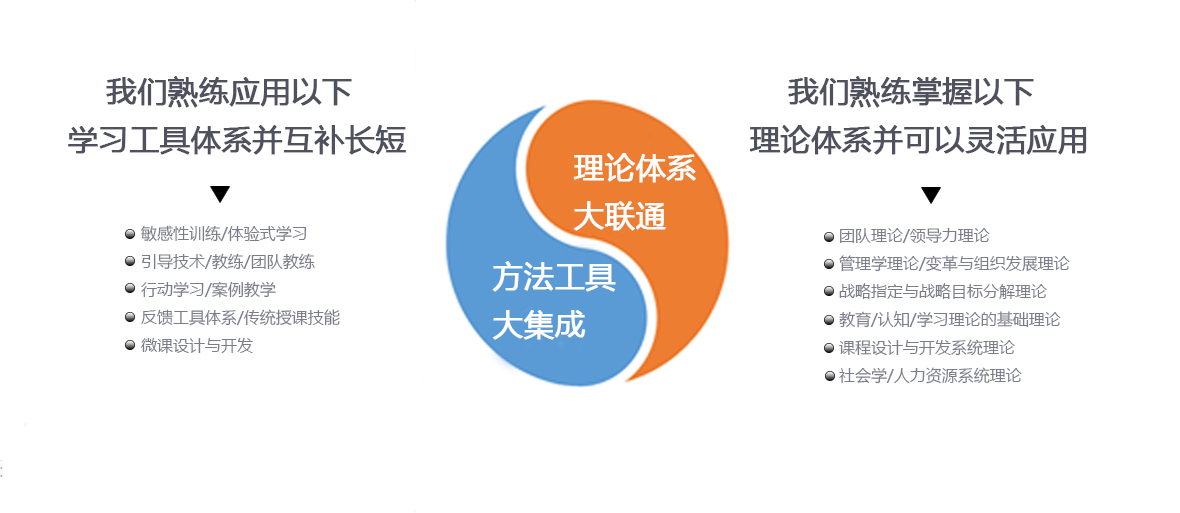 我们熟练应用以下
学习工具体系并互补长短
敏感性训练/体验式学习
引导技术/教练/团队教练
行动学习/案例教学
反馈工具体系/传统授课技能
微课设计与开发
理论体系
大联通
方法工具
大集成
我们熟练掌握以下
理论体系并可以灵活应用
团队理论/领导力理论
管理学理论/变革与组织发展理论
战略指定与战略目标分解理论
教育/认知/学习理论的基础理论
课程设计与开发系统理论
社会学/人力资源系统理论